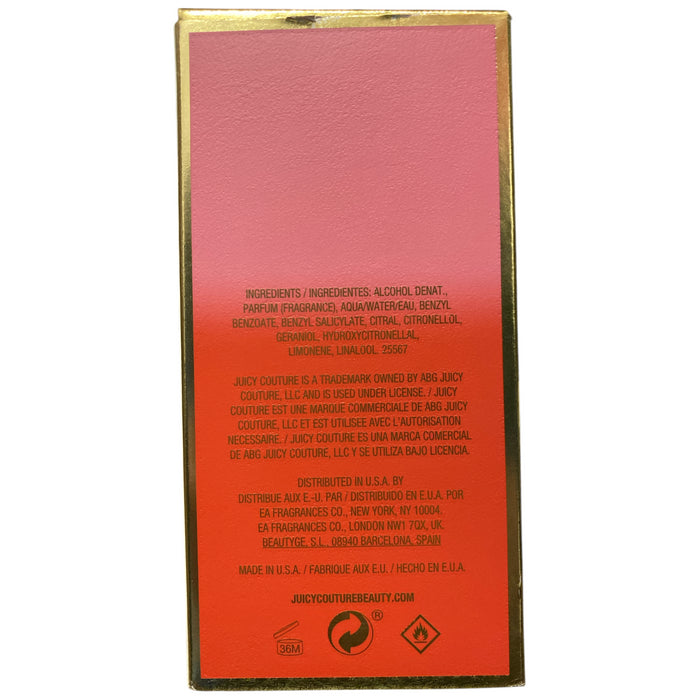 INGREDIENTS / INGREDIENTES: ALCOHOL DENAT.,
PARFUM (FRAGRANCE), AQUA/WATER/EAU, BENZYL
BENZOATE, BENZYL SALICYLATE, CITRAL, CITRONELLOL,
GERANIOL, HYDROXYCITRONELLAL,
LIMONENE, LINALOOL. 25567
JUICY COUTURE IS A TRADEMARK OWNED BY ABG JUICY
COUTURE, LLC AND IS USED UNDER LICENSE. / JUICY
COUTURE EST UNE MARQUE COMMERCIALE DE ABG JUICY
COUTURE, LLC ET EST UTILISEE AVEC L'AUTORISATION
NECESSAIRE. / JUICY COUTURE ES UNA MARCA COMERCIAL
DE ABG JUICY COUTURE, LLC Y SE UTILIZA BAJO LICENCIA.
DISTRIBUTED IN U.S.A. BY
DISTRIBUE AUX E.-U. PAR / DISTRIBUIDO EN E.U.A. POR
EA FRAGRANCES CO., NEW YORK, NY 10004.
EA FRAGRANCES CO., LONDON NW1 7QX, UK.
BEAUTYGE, S.L., 08940 BARCELONA, SPAIN
MADE IN U.S.A. / FABRIQUE AUX E.U. / HECHO EN E.U.A.
JUICYCOUTUREBEAUTY.COM
36M ®